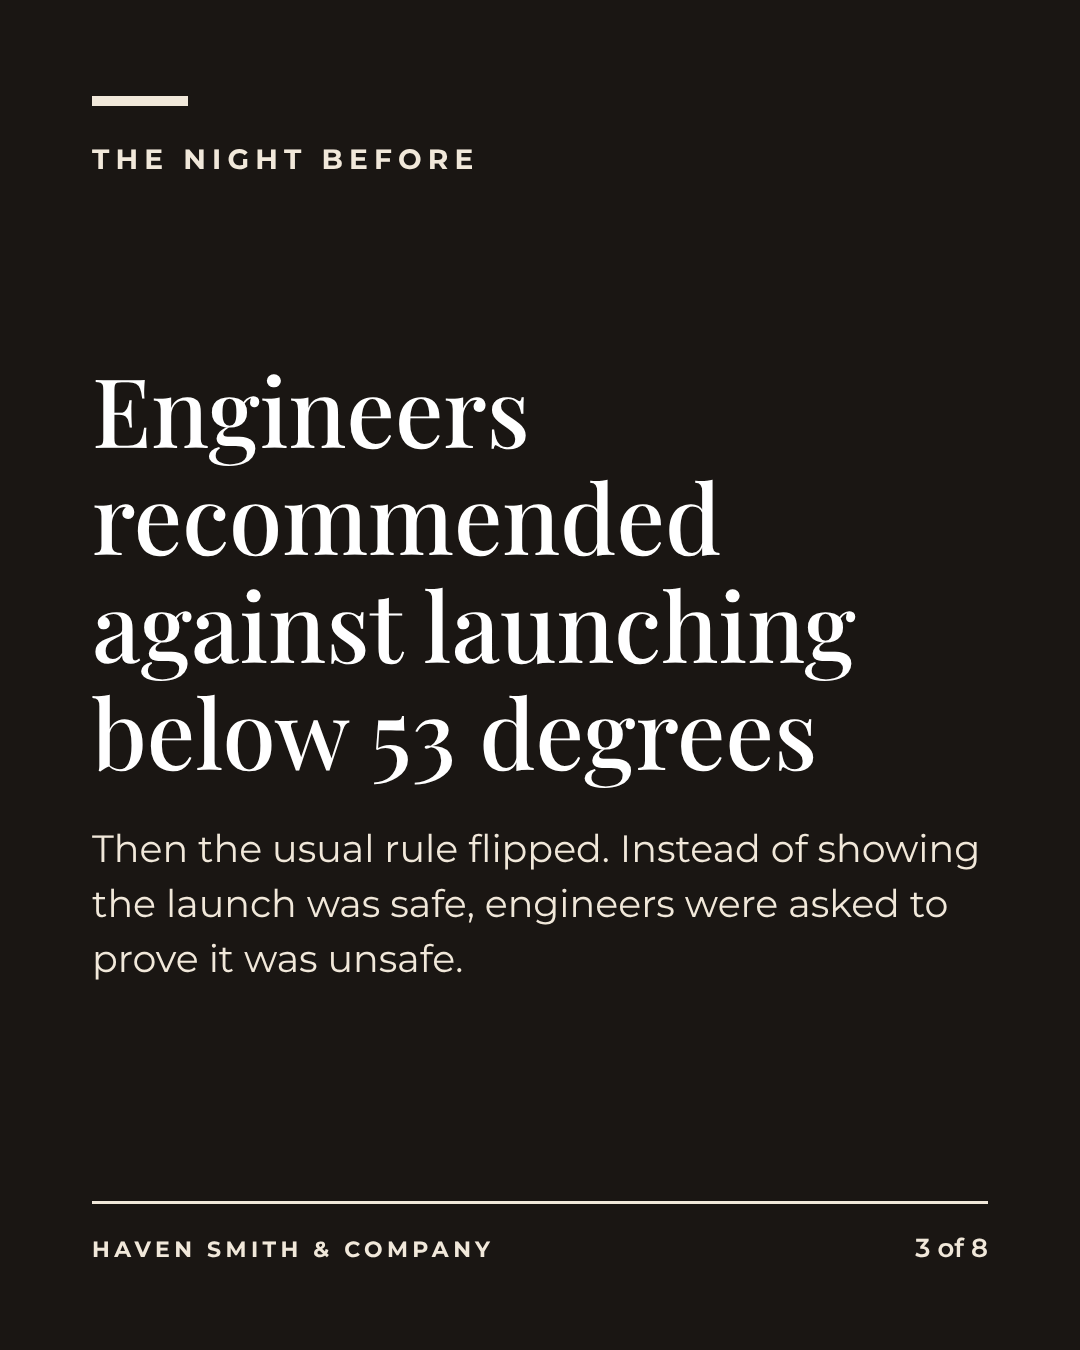 THE NIGHT BEFORE
Engineers
recommended
against launching
below 53 degrees
Then the usual rule flipped. Instead of showing
the launch was safe, engineers were asked to
prove it was unsafe.
HAVEN SMITH & COMPANY
3 of 8